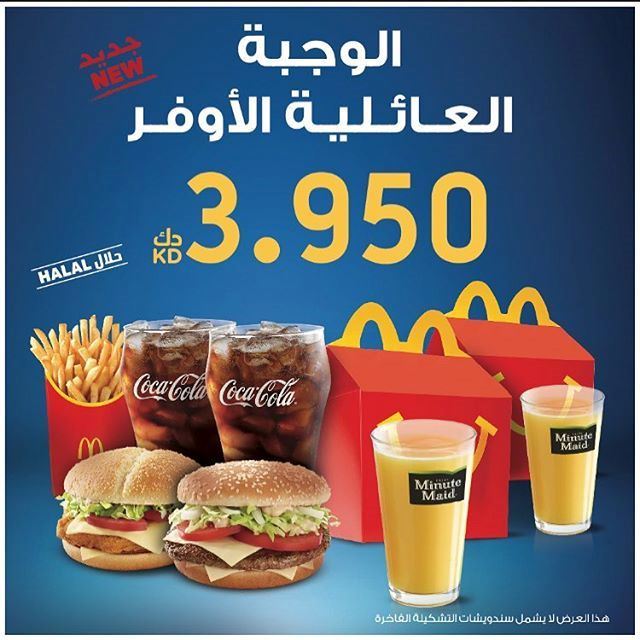 جديد
NEW
الوجبة
العائلية الأوفر
3.950
دك
KD
حلال HALAL
Coca-Cola
Coca-Cola
Minute
Maid
Minute
Maid
هذا العرض لا يشمل سندويشات التشكيلة الفاخرة